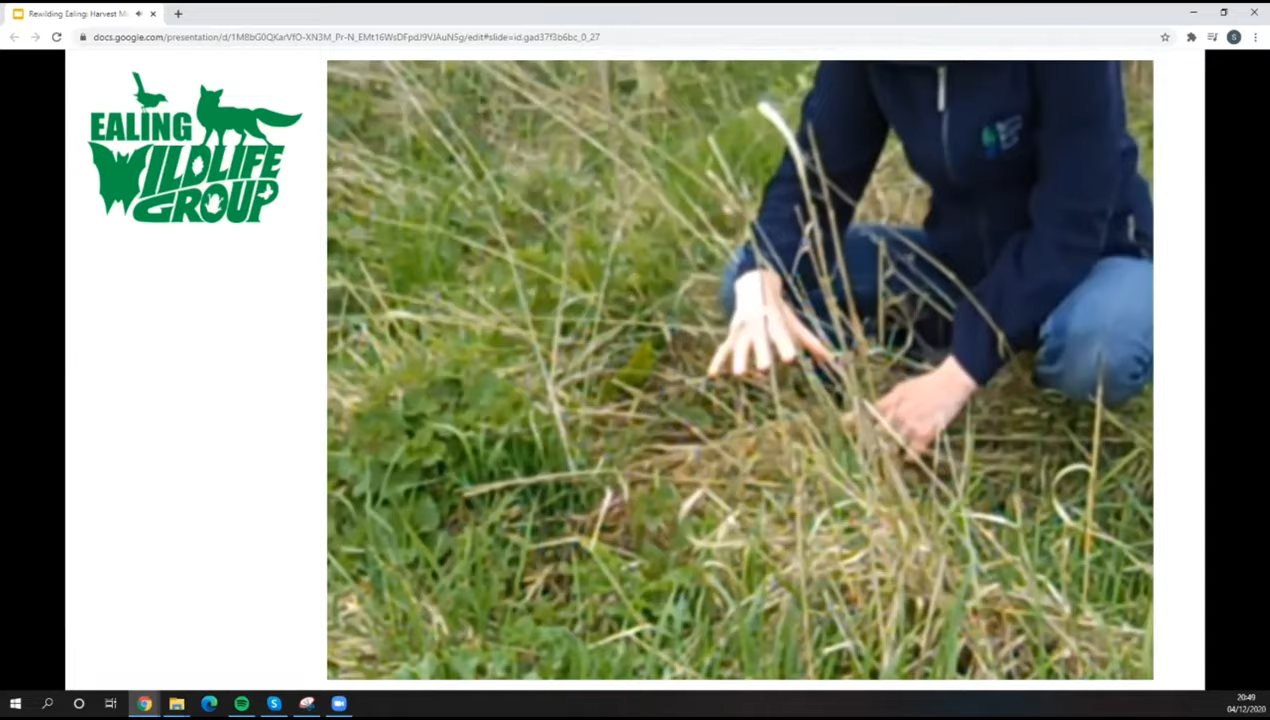 Rewilding Ealing: Harvest M
docs.google.com/presentation/d/1MBbG0QKarVfO-XN3M_Pr-N_EMt16WsDFpdJ9VJAuN5g/edit#slide=id.gad37f3b6bc_0_27
S
EALING
WILDLIFE
GROUP
20:49
04/12/2020